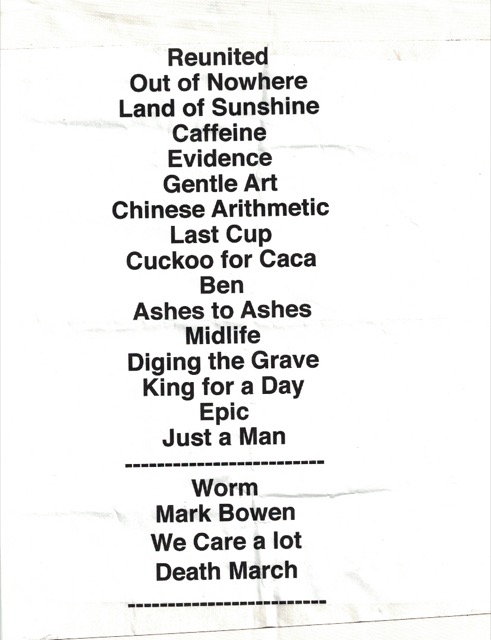 Reunited
Out of Nowhere
Land of Sunshine
Caffeine
Evidence
Gentle Art
Chinese Arithmetic
Last Cup
Cuckoo for Caca
Ben
Ashes to Ashes
Midlife
Diging the Grave
King for a Day
Epic
Just a Man
-------------------------
Worm
Mark Bowen
We Care a lot
Death March
-------------------------